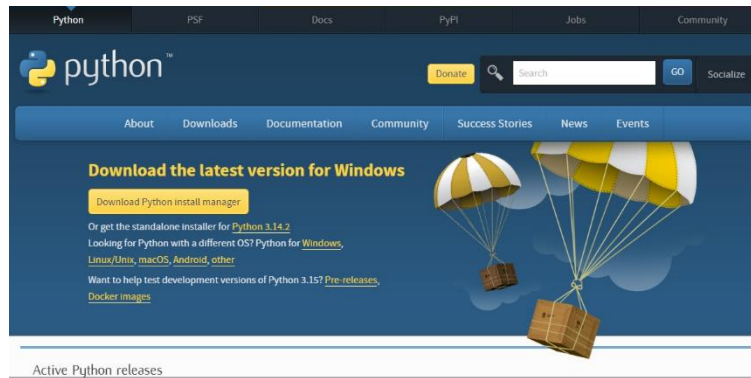 Python PSF Docs PyPI Jobs Community
python™
Donate Search GO Socialize
About Downloads Documentation Community Success Stories News Events
Download the latest version for Windows
Download Python install manager
Or get the standalone installer for Python 3.14.2
Looking for Python with a different OS? Python for Windows,
Linux/Unix, macOS, Android, other
Want to help test development versions of Python 3.15? Pre-releases,
Docker images
Active Python releases